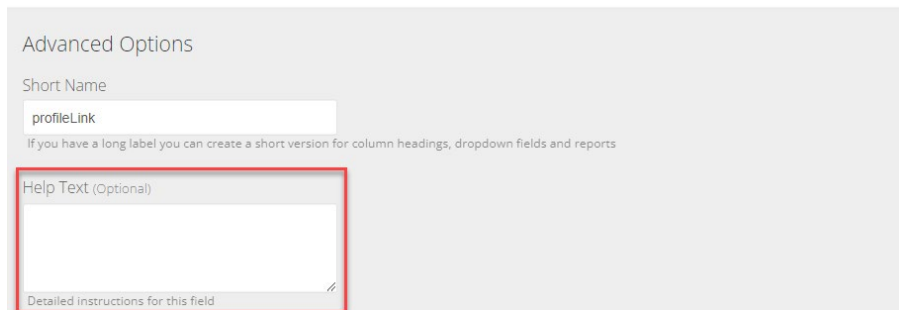 Advanced Options
Short Name
profileLink
If you have a long label you can create a short version for column headings, dropdown fields and reports
Help Text (Optional)
Detailed instructions for this field